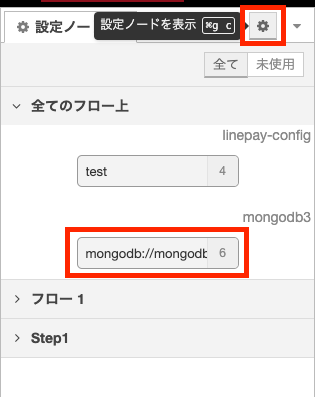 設定ノー
設定ノードを表示 ⌘g c
全て 未使用
全てのフロー上
linepay-config
test 4
mongodb3
mongodb://mongodb 6
フロー 1
Step1